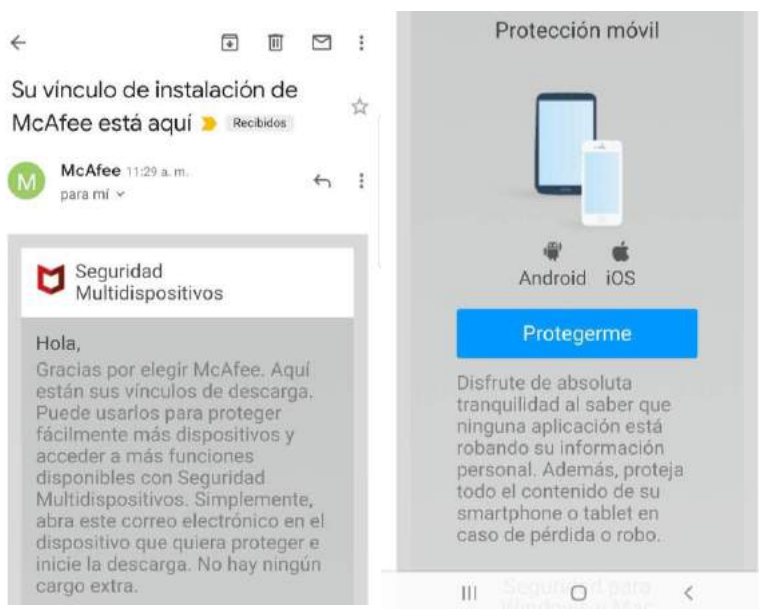 Su vínculo de instalación de
McAfee está aquí
Recibidos
M
McAfee 11:29 a. m.
para mí
Seguridad
Multidispositivos
Hola,
Gracias por elegir McAfee. Aquí
están sus vínculos de descarga.
Puede usarlos para proteger
fácilmente más dispositivos y
acceder a más funciones
disponibles con Seguridad
Multidispositivos. Simplemente,
abra este correo electrónico en el
dispositivo que quiera proteger e
inicie la descarga. No hay ningún
cargo extra.
Protección móvil
Android iOS
Protegerme
Disfrute de absoluta
tranquilidad al saber que
ninguna aplicación está
robando su información
personal. Además, proteja
todo el contenido de su
smartphone o tablet en
caso de pérdida o robo.
Seguridad para